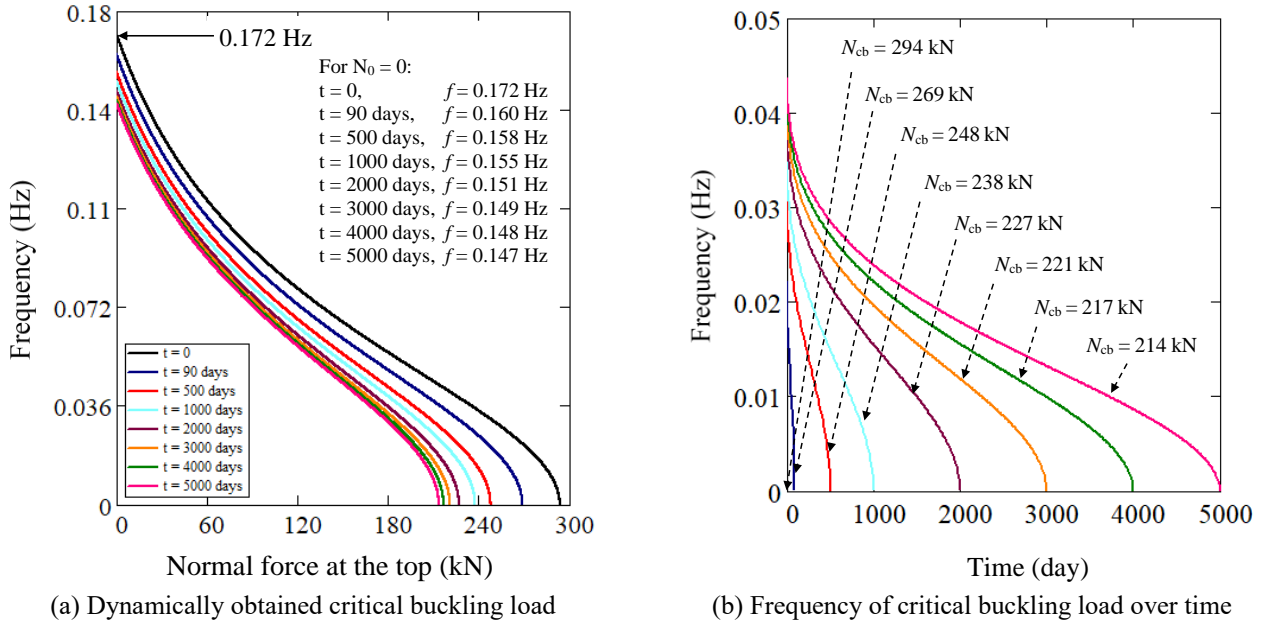 0.18
0.14
0.11
0.072
0.036
0
Frequency (Hz)
0.172 Hz
For N0 = 0:
t = 0, f = 0.172 Hz
t = 90 days, f = 0.160 Hz
t = 500 days, f = 0.158 Hz
t = 1000 days, f = 0.155 Hz
t = 2000 days, f = 0.151 Hz
t = 3000 days, f = 0.149 Hz
t = 4000 days, f = 0.148 Hz
t = 5000 days, f = 0.147 Hz
t = 0
t = 90 days
t = 500 days
t = 1000 days
t = 2000 days
t = 3000 days
t = 4000 days
t = 5000 days
0 60 120 180 240 300
Normal force at the top (kN)
(a) Dynamically obtained critical buckling load
0.05
0.04
0.03
0.02
0.01
0
Frequency (Hz)
Ncb = 294 kN
Ncb = 269 kN
Ncb = 248 kN
Ncb = 238 kN
Ncb = 227 kN
Ncb = 221 kN
Ncb = 217 kN
Ncb = 214 kN
0 1000 2000 3000 4000 5000
Time (day)
(b) Frequency of critical buckling load over time